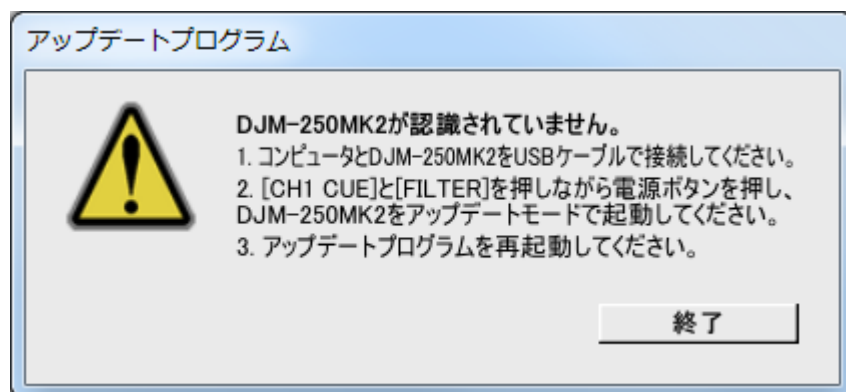 アップデートプログラム
DJM-250MK2が認識されていません。
1. コンピュータとDJM-250MK2をUSBケーブルで接続してください。
2. [CH1 CUE]と[FILTER]を押しながら電源ボタンを押し、
DJM-250MK2をアップデートモードで起動してください。
3. アップデートプログラムを再起動してください。
終了